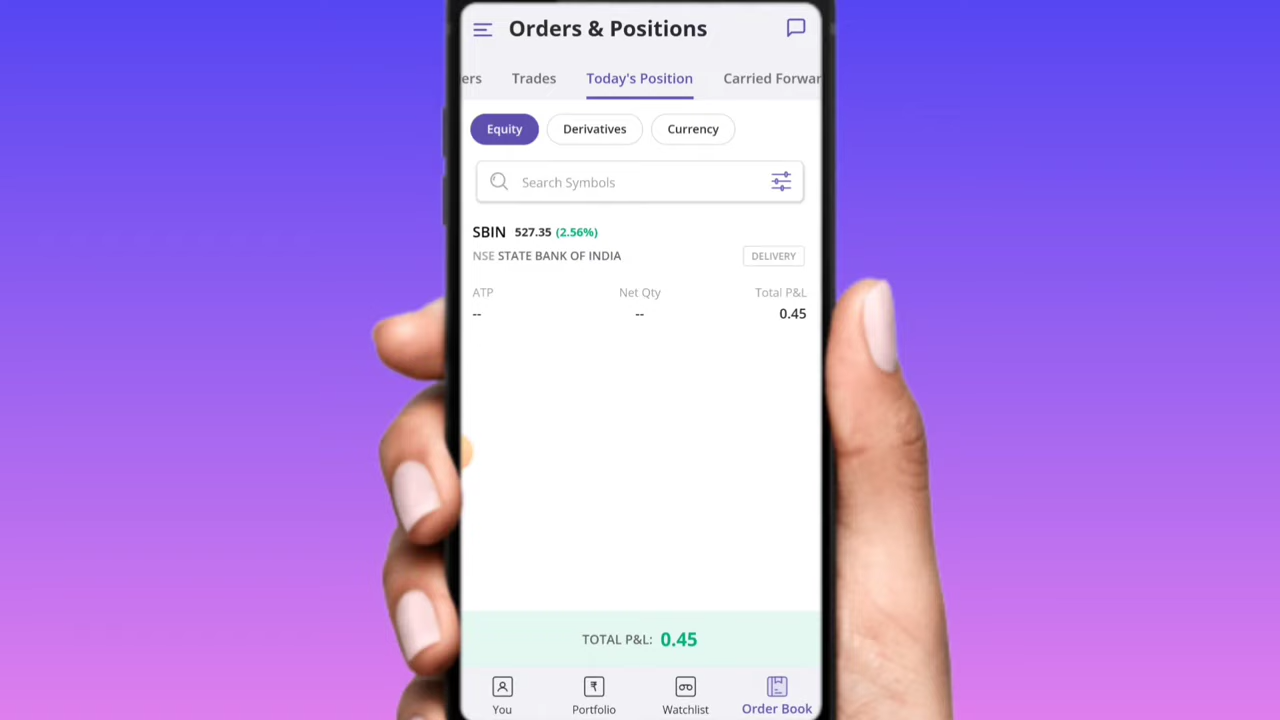 Orders & Positions
ers Trades Today's Position Carried Forwar
Equity Derivatives Currency
Search Symbols
SBIN 527.35 (2.56%)
NSE STATE BANK OF INDIA DELIVERY
ATP Net Qty Total P&L
-- -- 0.45
TOTAL P&L: 0.45
You Portfolio Watchlist Order Book